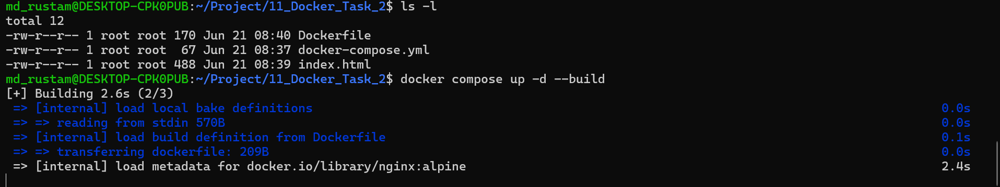 md_rustam@DESKTOP-CPK0PUB:~/Project/11_Docker_Task_2$ ls -l
total 12
-rw-r--r-- 1 root root 170 Jun 21 08:40 Dockerfile
-rw-r--r-- 1 root root  67 Jun 21 08:37 docker-compose.yml
-rw-r--r-- 1 root root 488 Jun 21 08:39 index.html
md_rustam@DESKTOP-CPK0PUB:~/Project/11_Docker_Task_2$ docker compose up -d --build
[+] Building 2.6s (2/3)
 => [internal] load local bake definitions 0.0s
 => => reading from stdin 570B 0.0s
 => [internal] load build definition from Dockerfile 0.1s
 => => transferring dockerfile: 209B 0.0s
 => [internal] load metadata for docker.io/library/nginx:alpine 2.4s